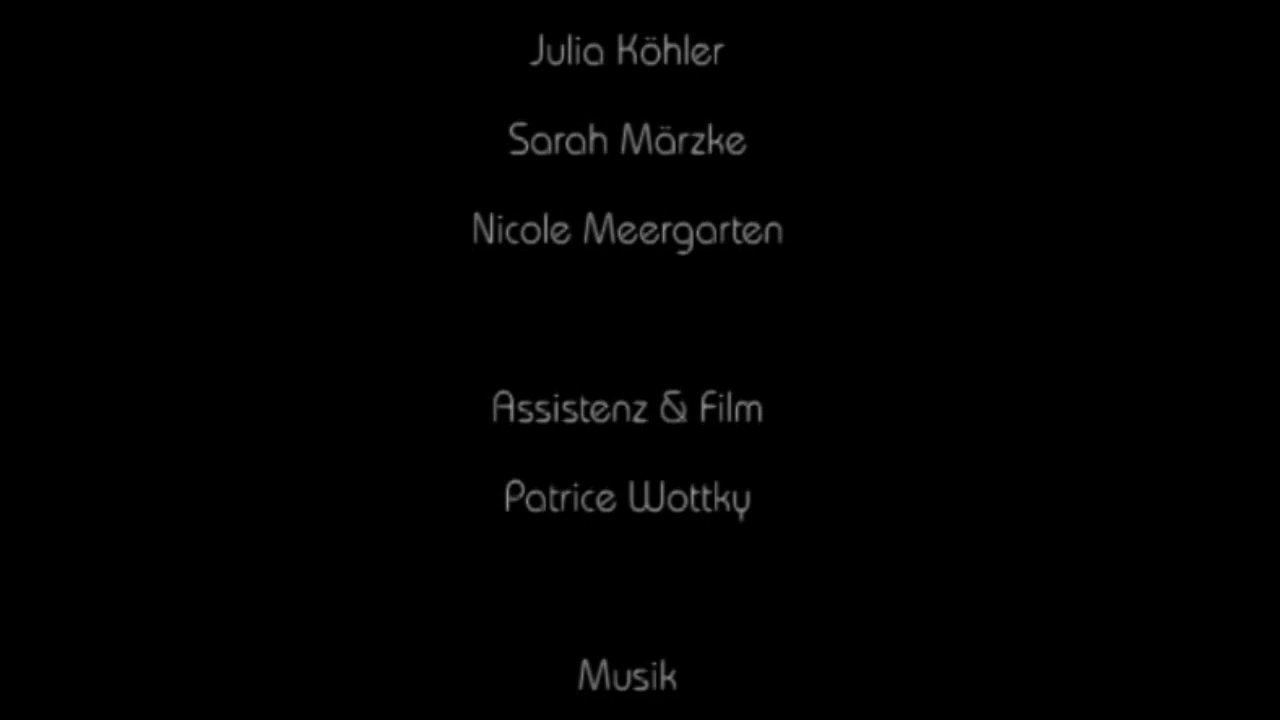 Julia Köhler
Sarah Märzke
Nicole Meergarten
Assistenz & Film
Patrice Wottky
Musik